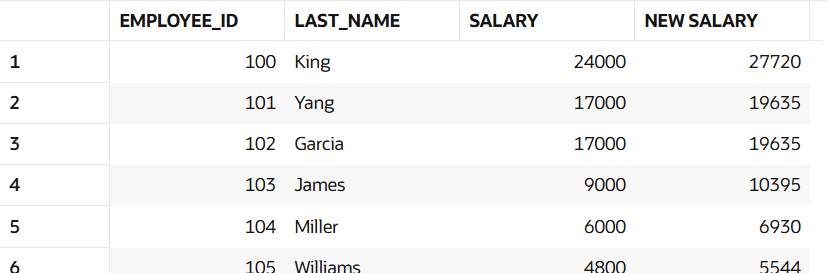 EMPLOYEE_ID LAST_NAME SALARY NEW SALARY
1 100 King 24000 27720
2 101 Yang 17000 19635
3 102 Garcia 17000 19635
4 103 James 9000 10395
5 104 Miller 6000 6930
6 105 Williams 4800 5544